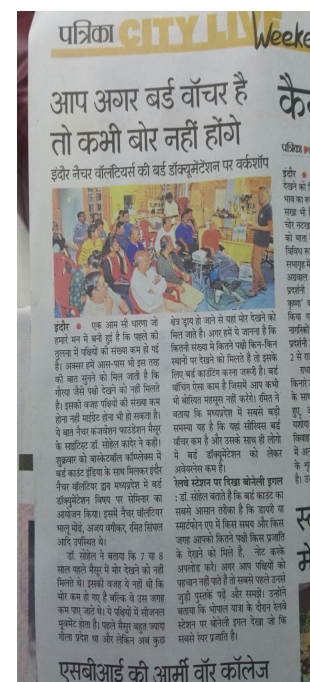 पत्रिका CITY LIVE Weeke
आप अगर बर्ड वॉचर है
तो कभी बोर नहीं होंगे
इंदौर नेचर वॉलंटियर्स की बर्ड डॉक्यूमेंटेशन पर वर्कशॉप
इंदौर • एक आम सी धारणा जो
हमारे मन में बनी हुई है कि पहले की
तुलना में पक्षियों की संख्या कम हो गई
है। अक्सर हमें आस-पास भी इस तरह
की बात सुनने को मिल जाती है कि
गौरैया जैसे पक्षी देखने को नहीं मिलते
है। इसकी वजह पक्षियों की संख्या कम
होना नहीं माइग्रेट होना भी हो सकता है।
ये बात नेचर कंजर्वेशन फाउंडेशन मैसूर
के साइंटिस्ट डॉ. सोहेल कादेर ने कही।
शुक्रवार को बास्केटबॉल कॉम्प्लेक्स में
बर्ड काउंट इंडिया के साथ मिलकर इंदौर
नेचर वॉलंटियर द्वारा मध्यप्रदेश में बर्ड
डॉक्यूमेंटेशन विषय पर सेमिनार का
आयोजन किया। इसमें नेचर वॉलंटियर
भालू मोंढे, अजय वगीकर, रमित सिंघल
आदि उपस्थित थे।
डॉ. सोहेल ने बताया कि 7 या 8
साल पहले मैसूर में मोर देखने को नहीं
मिलते थे। इसकी वजह ये नहीं थी कि
मोर कम हो गए है बल्कि वे उस जगह
कम पाए जाते थे। ये पक्षियों में सीजनल
मूवमेंट होता है। पहले मैसूर बहुत ज्यादा
गीला प्रदेश था और लेकिन अब कुछ
क्षेत्र ड्राय हो जाने से यहां मोर देखने को
मिल जाते है। अगर हमें ये जानना है कि
कितनी संख्या में कितने पक्षी किन-किन
स्थानों पर देखने को मिलते है तो इसके
लिए बर्ड काउंटिंग करना जरूरी है। बर्ड
वॉचिंग ऐसा काम है जिसमें आप कभी
भी बोरियत महसूस नहीं करेंगे। रमित ने
बताया कि मध्यप्रदेश में सबसे बड़ी
समस्या यह है कि यहां सीरियस बर्ड
वॉचर कम है और उसके साथ ही लोगों
में बर्ड डॉक्यूमेंटेशन को लेकर
अवेयरनेस कम है।
रेलवे स्टेशन पर दिखा बोनेली इगल
: डॉ. सोहेल बताते है कि बर्ड काउंट का
सबसे आसान तरीका है कि डायरी या
स्मार्टफोन एप में किस समय और किस
जगह आपको कितने पक्षी किस प्रजाति
के देखने को मिले है, नोट करके
अपलोड करे। अगर आप पक्षियों को
पहचान नहीं पाते है तो सबसे पहले उनसे
जुड़ी पुस्तकें पढ़ें और समझें। उन्होंने
बताया कि भोपाल यात्रा के दौरान रेलवे
स्टेशन पर बोनेली इगल देखा जो कि
सबसे रेयर प्रजाति है।
एसबीआई की आर्मी वॉर कॉलेज
पत्रिका
इंदौर •
देखने को